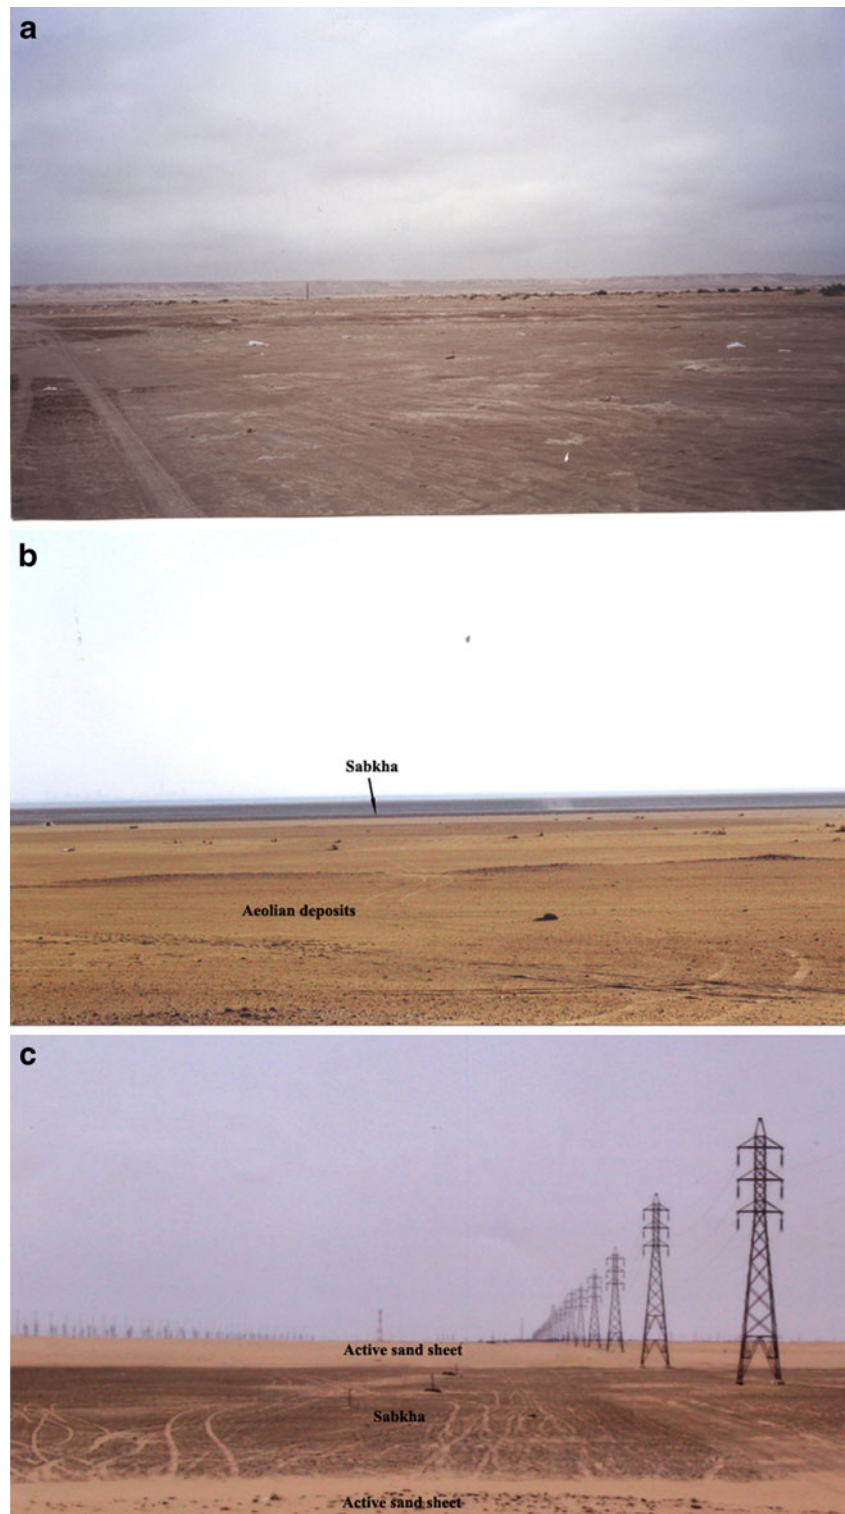 a
b
Sabkha
Aeolian deposits
c
Active sand sheet
Sabkha
Active sand sheet